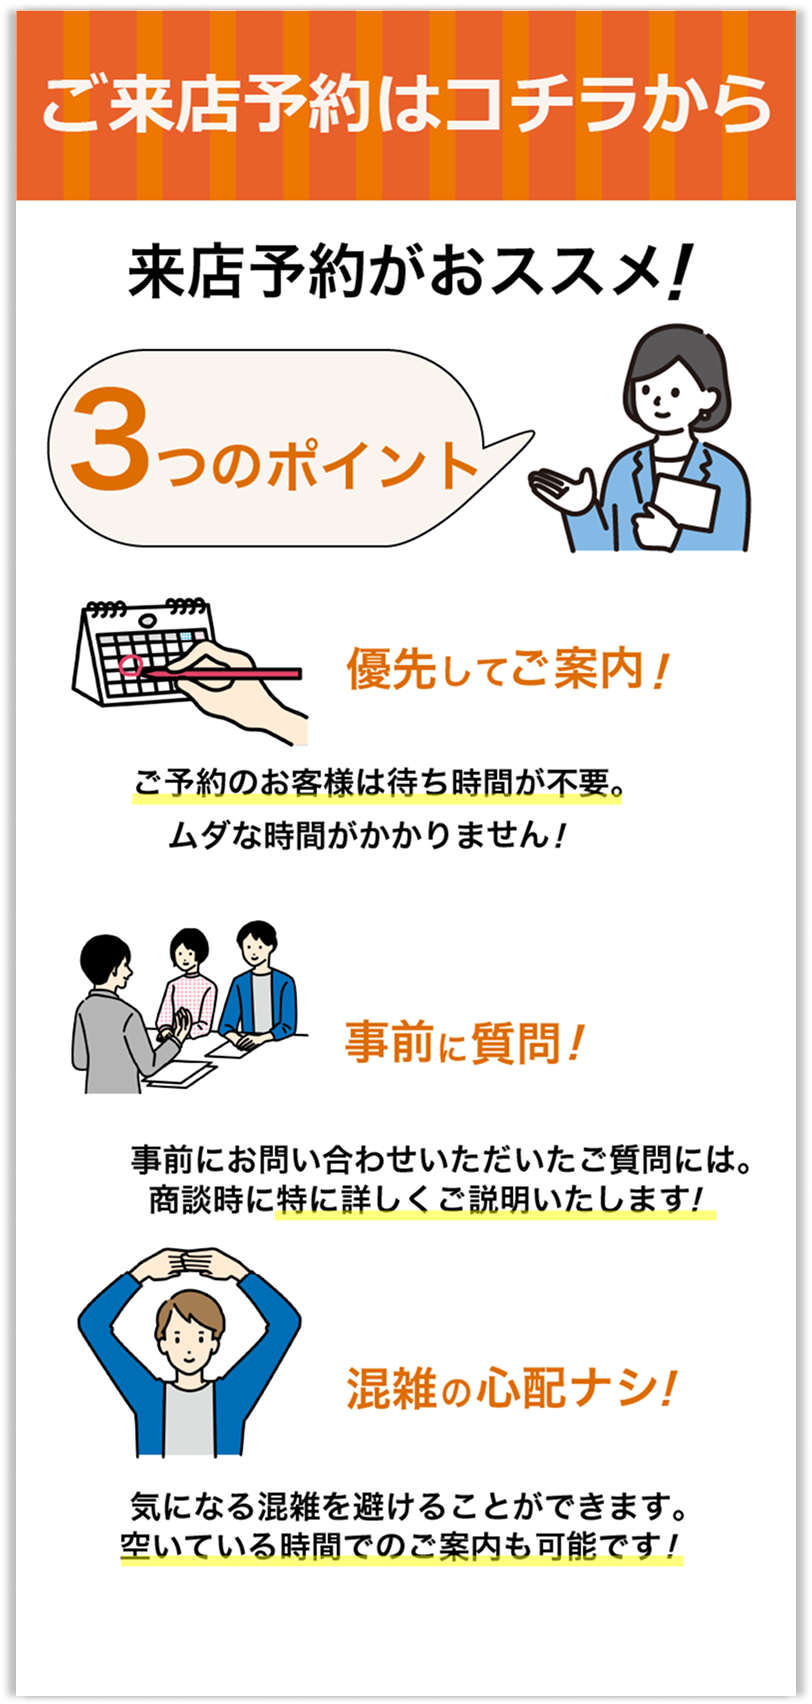 ご来店予約はコチラから
来店予約がおススメ!
3つのポイント
優先してご案内!
ご予約のお客様は待ち時間が不要。
ムダな時間がかかりません!
事前に質問!
事前にお問い合わせいただいたご質問には。
商談時に特に詳しくご説明いたします!
混雑の心配ナシ!
気になる混雑を避けることができます。
空いている時間でのご案内も可能です!